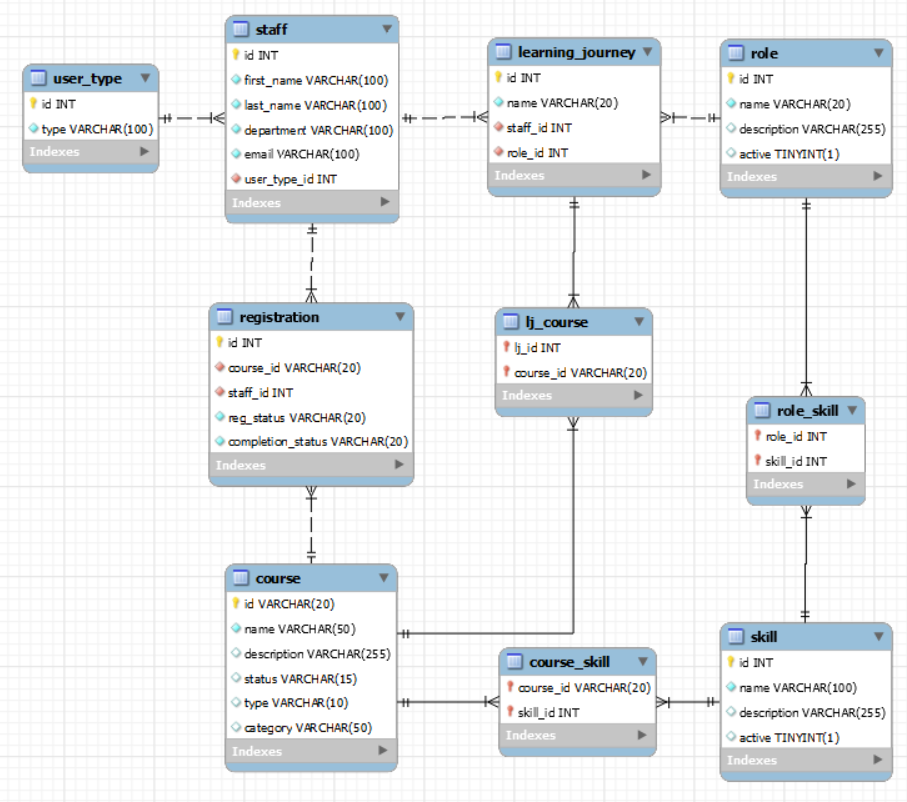 user_type
id INT
type VARCHAR(100)
Indexes
staff
id INT
first_name VARCHAR(100)
last_name VARCHAR(100)
department VARCHAR(100)
email VARCHAR(100)
user_type_id INT
Indexes
learning_journey
id INT
name VARCHAR(20)
staff_id INT
role_id INT
Indexes
role
id INT
name VARCHAR(20)
description VARCHAR(255)
active TINYINT(1)
Indexes
registration
id INT
course_id VARCHAR(20)
staff_id INT
reg_status VARCHAR(20)
completion_status VARCHAR(20)
Indexes
lj_course
lj_id INT
course_id VARCHAR(20)
Indexes
role_skill
role_id INT
skill_id INT
Indexes
course
id VARCHAR(20)
name VARCHAR(50)
description VARCHAR(255)
status VARCHAR(15)
type VARCHAR(10)
category VARCHAR(50)
Indexes
course_skill
course_id VARCHAR(20)
skill_id INT
Indexes
skill
id INT
name VARCHAR(100)
description VARCHAR(255)
active TINYINT(1)
Indexes